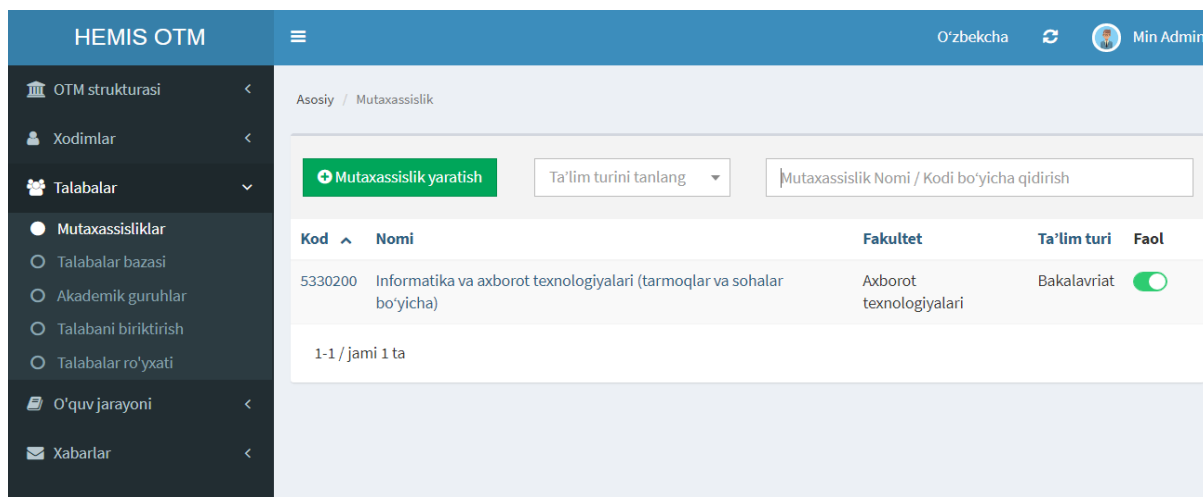 HEMIS OTM
O‘zbekcha
Min Admin
OTM strukturasi
Xodimlar
Talabalar
Mutaxassisliklar
Talabalar bazasi
Akademik guruhlar
Talabani biriktirish
Talabalar ro'yxati
O'quv jarayoni
Xabarlar
Asosiy / Mutaxassislik
Mutaxassislik yaratish
Ta’lim turini tanlang
Mutaxassislik Nomi / Kodi bo‘yicha qidirish
Kod Nomi Fakultet Ta’lim turi Faol
5330200 Informatika va axborot texnologiyalari (tarmoqlar va sohalar Axborot Bakalavriat
bo‘yicha) texnologiyalari
1-1 / jami 1 ta